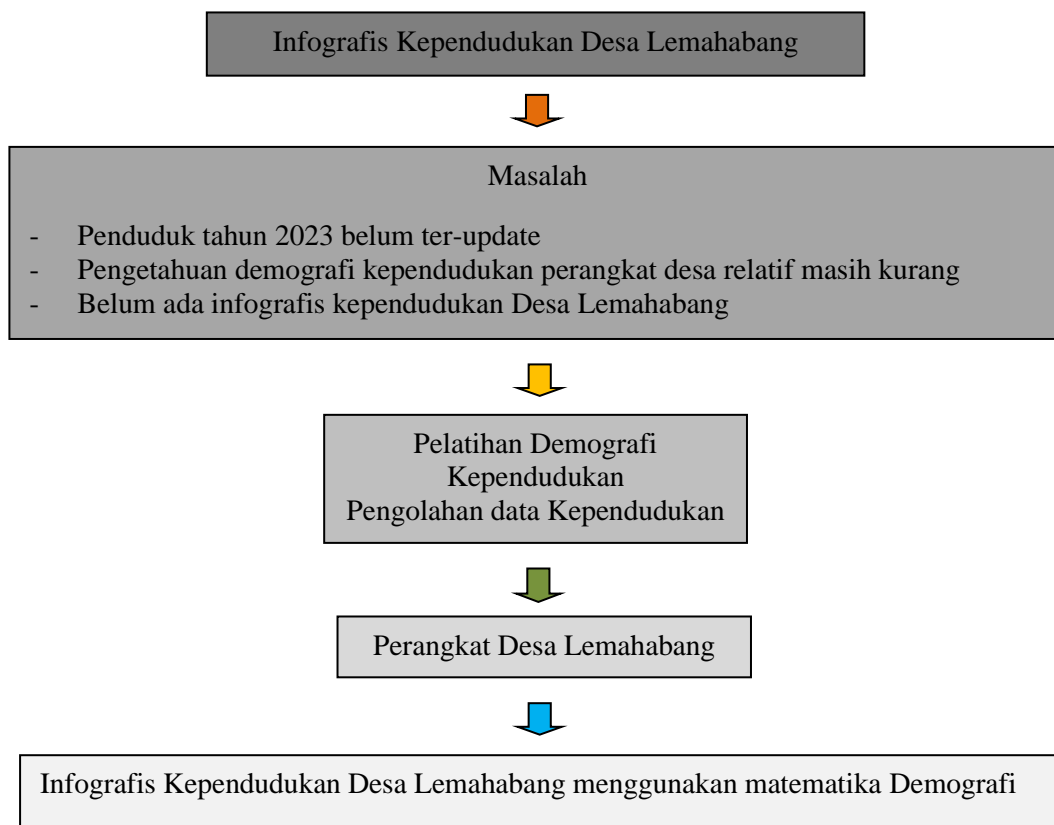 Infografis Kependudukan Desa Lemahabang
Masalah
- Penduduk tahun 2023 belum ter-update
- Pengetahuan demografi kependudukan perangkat desa relatif masih kurang
- Belum ada infografis kependudukan Desa Lemahabang
Pelatihan Demografi
Kependudukan
Pengolahan data Kependudukan
Perangkat Desa Lemahabang
Infografis Kependudukan Desa Lemahabang menggunakan matematika Demografi